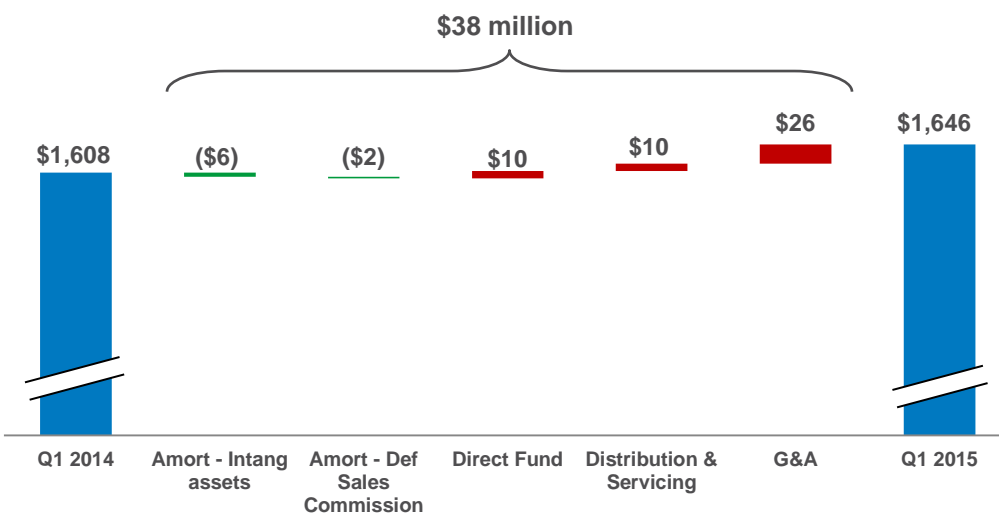 $38 million
$1,608
($6)
($2)
$10
$10
$26
$1,646
Q1 2014
Amort - Intang
assets
Amort - Def
Sales
Commission
Direct Fund
Distribution &
Servicing
G&A
Q1 2015